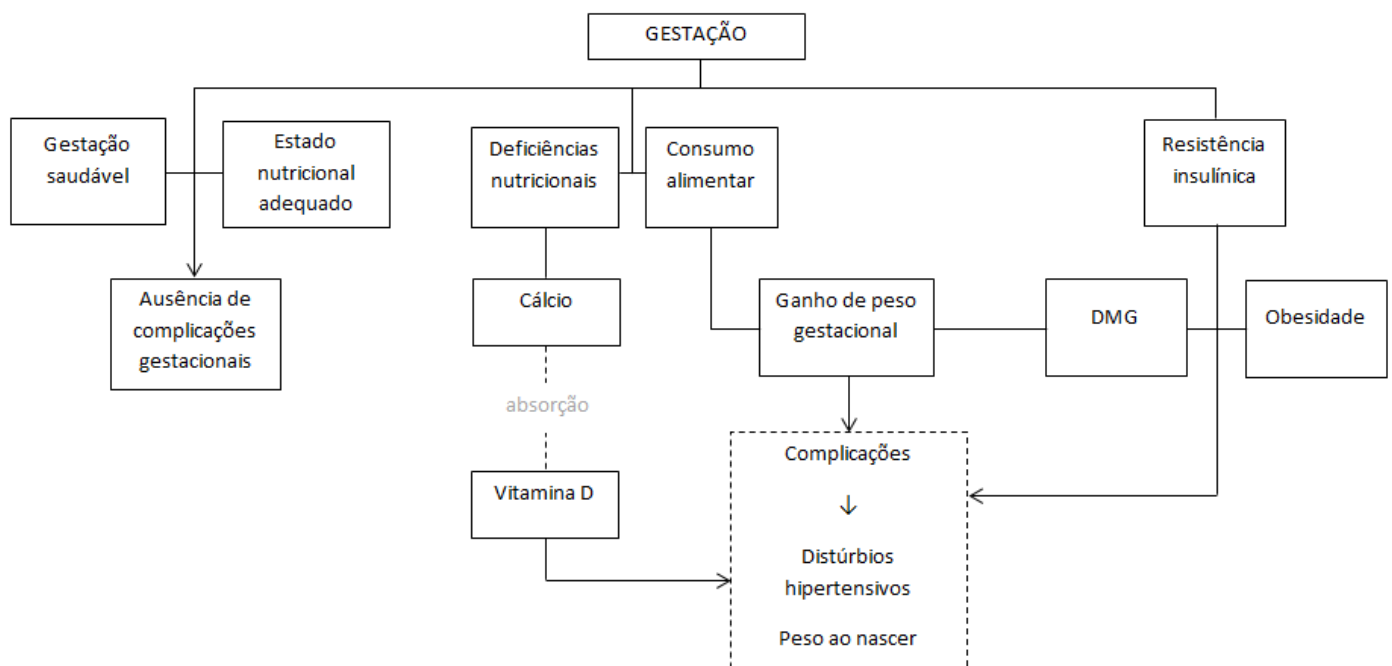 GESTAÇÃO
Gestação
saudável
Estado
nutricional
adequado
Deficiências
nutricionais
Consumo
alimentar
Resistência
insulínica
Ausência de
complicações
gestacionais
Cálcio
Ganho de peso
gestacional
DMG
Obesidade
absorção
Vitamina D
Complicações
Distúrbios
hipertensivos
Peso ao nascer